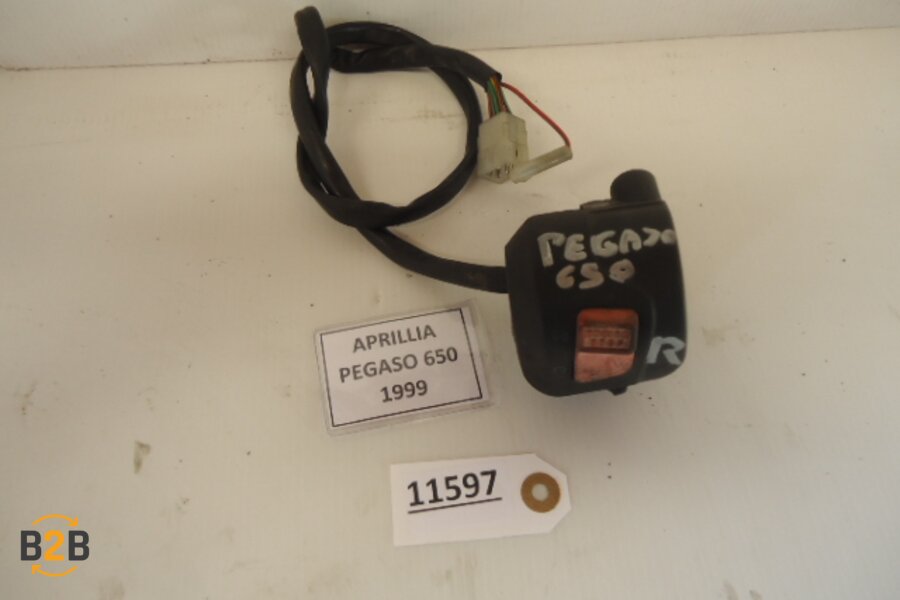 PEGASO
650
R
APRILLIA
PEGASO 650
1999
11597
B2B